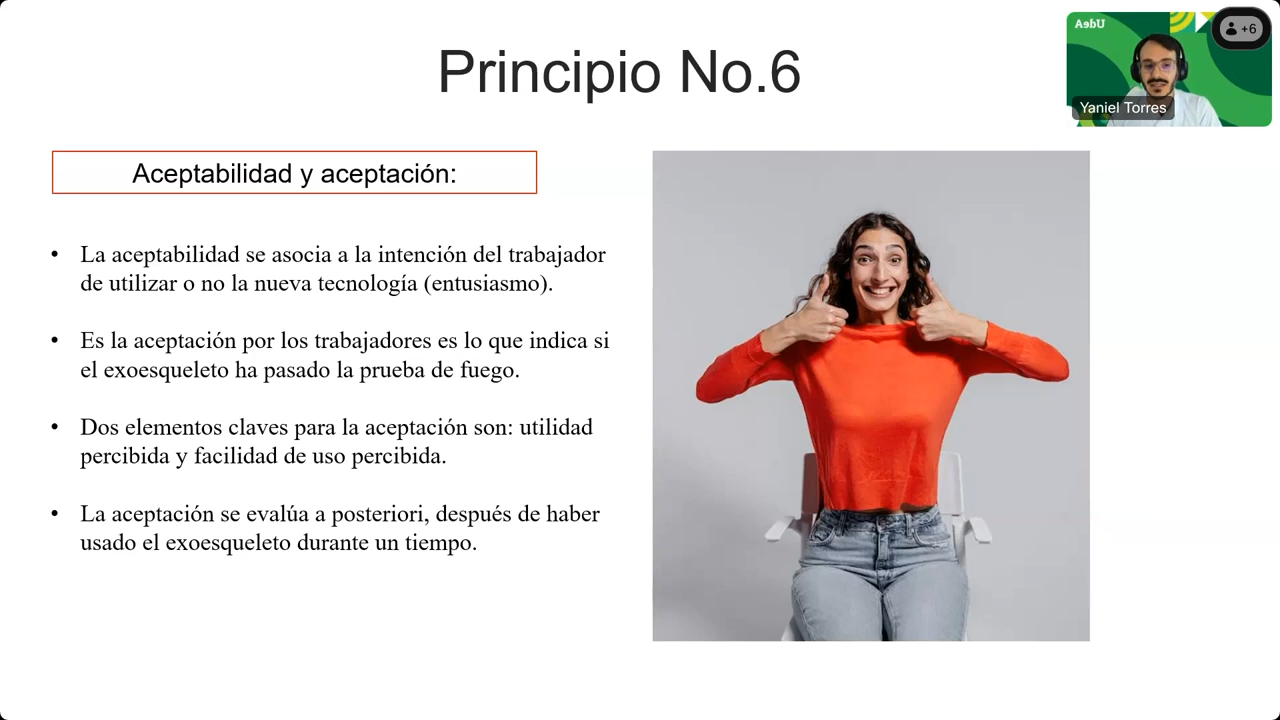 Principio No.6
UdeA
+6
Yaniel Torres
Aceptabilidad y aceptación:
• La aceptabilidad se asocia a la intención del trabajador
de utilizar o no la nueva tecnología (entusiasmo).
• Es la aceptación por los trabajadores es lo que indica si
el exoesqueleto ha pasado la prueba de fuego.
• Dos elementos claves para la aceptación son: utilidad
percibida y facilidad de uso percibida.
• La aceptación se evalúa a posteriori, después de haber
usado el exoesqueleto durante un tiempo.